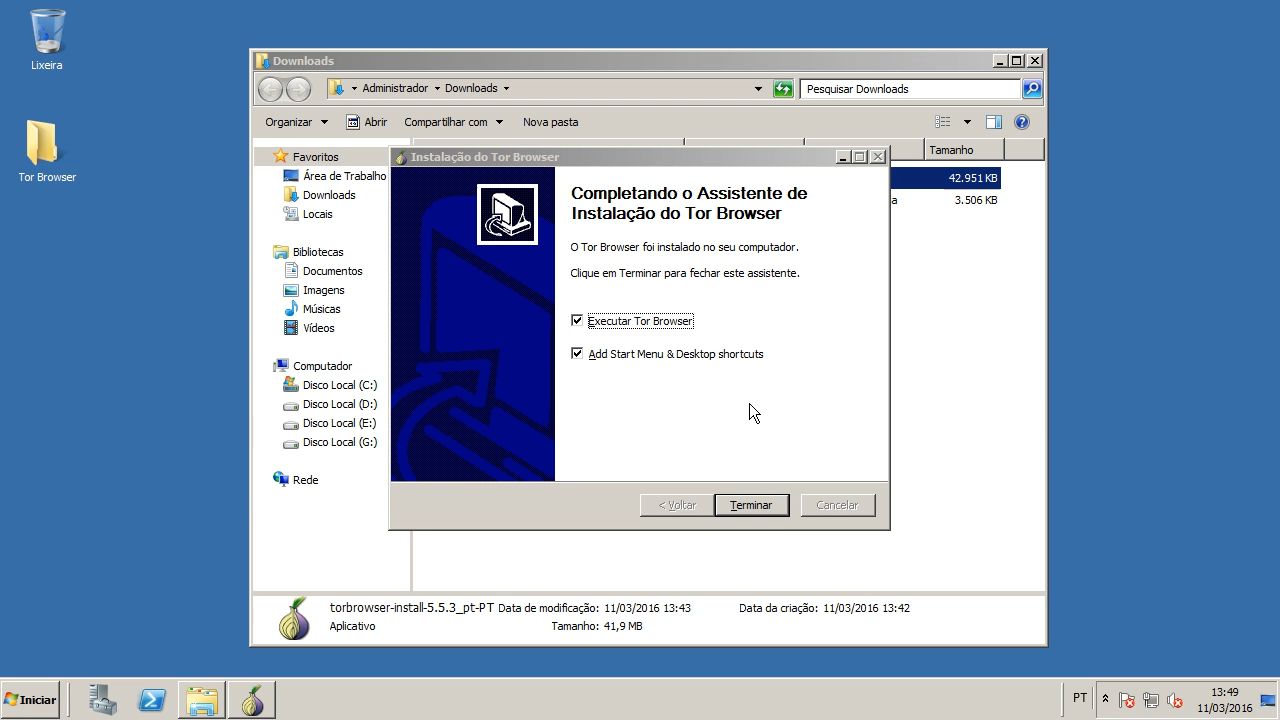 Lixeira
Tor Browser
Downloads
Administrador Downloads
Pesquisar Downloads
Organizar Abrir Compartilhar com Nova pasta
Favoritos
Área de Trabalho
Downloads
Locais
Bibliotecas
Documentos
Imagens
Músicas
Vídeos
Computador
Disco Local (C:)
Disco Local (D:)
Disco Local (E:)
Disco Local (G:)
Rede
Tamanho
42.951 KB
3.506 KB
Instalação do Tor Browser
Completando o Assistente de
Instalação do Tor Browser
O Tor Browser foi instalado no seu computador.
Clique em Terminar para fechar este assistente.
Executar Tor Browser
Add Start Menu & Desktop shortcuts
< Voltar Terminar Cancelar
torbrowser-install-5.5.3_pt-PT Data de modificação: 11/03/2016 13:43 Data da criação: 11/03/2016 13:42
Aplicativo Tamanho: 41,9 MB
Iniciar
PT
13:49
11/03/2016